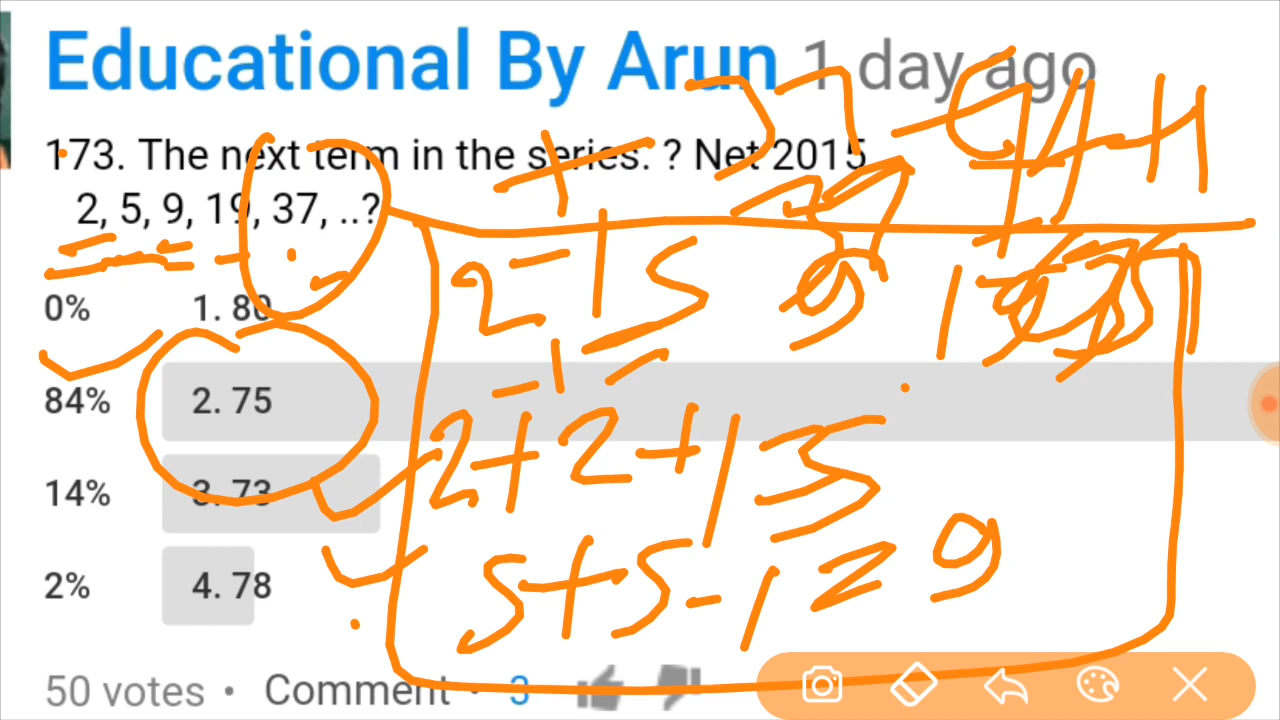 Educational By Arun 1 day ago
173. The next term in the series: ? Net 2015
2, 5, 9, 19, 37, ..?
0% 1. 80
84% 2. 75
14% 3. 73
2% 4. 78
2+2+1 5
5+5-1 = 9
50 votes • Comment • 3